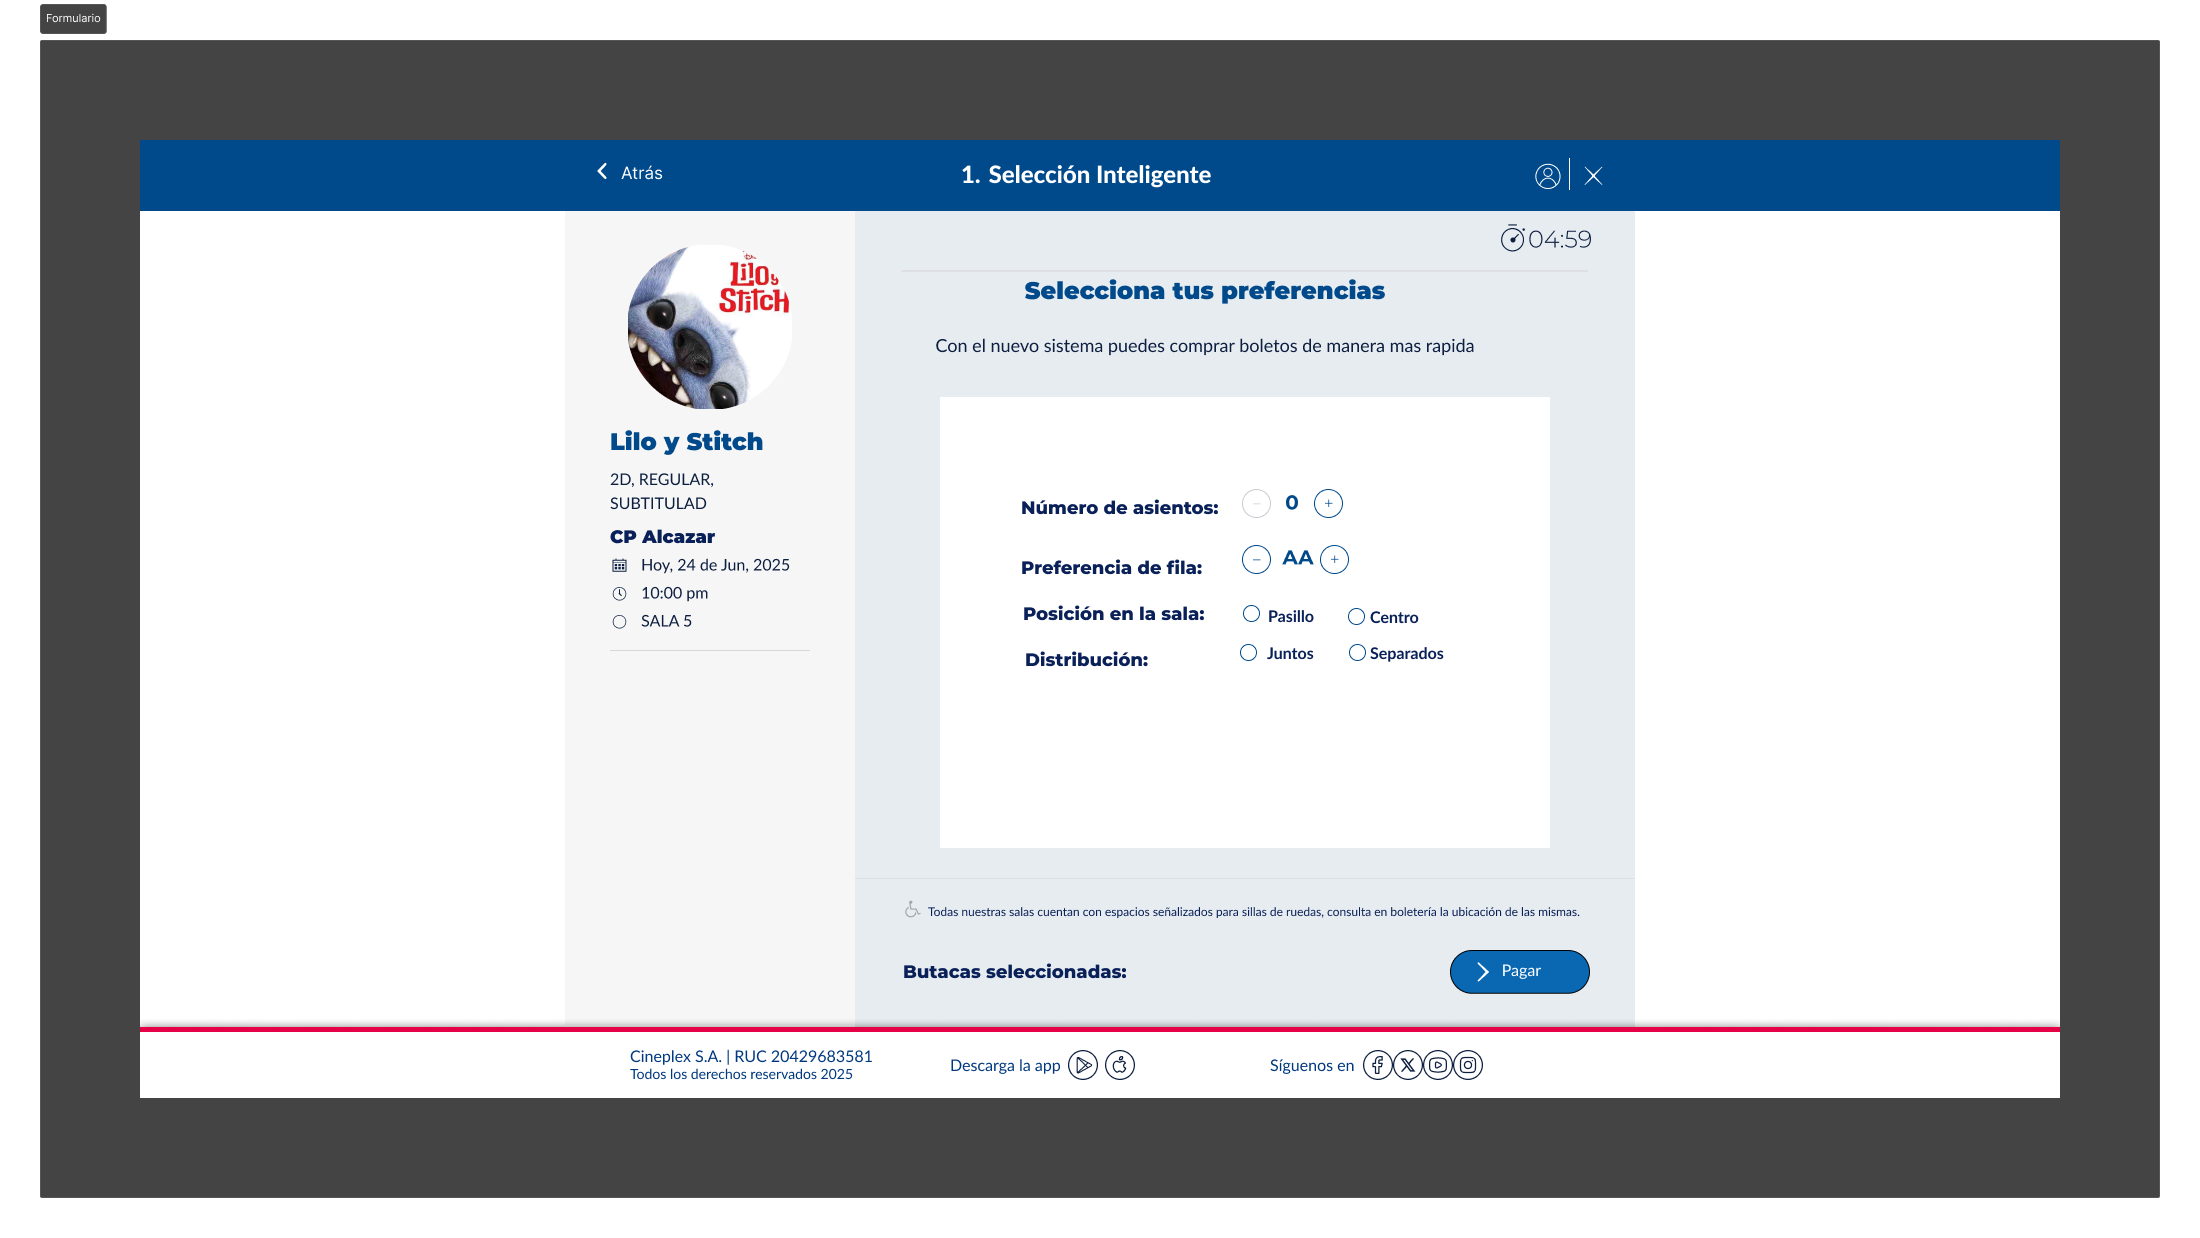 Formulario
Atrás
1. Selección Inteligente
04:59
Lilo y
Stitch
Selecciona tus preferencias
Con el nuevo sistema puedes comprar boletos de manera mas rapida
Lilo y Stitch
2D, REGULAR,
SUBTITULAD
CP Alcazar
Hoy, 24 de Jun, 2025
10:00 pm
SALA 5
Número de asientos: − 0 +
Preferencia de fila: − AA +
Posición en la sala: Pasillo Centro
Distribución: Juntos Separados
Todas nuestras salas cuentan con espacios señalizados para sillas de ruedas, consulta en boletería la ubicación de las mismas.
Butacas seleccionadas:
Pagar
Cineplex S.A. | RUC 20429683581
Todos los derechos reservados 2025
Descarga la app
Síguenos en